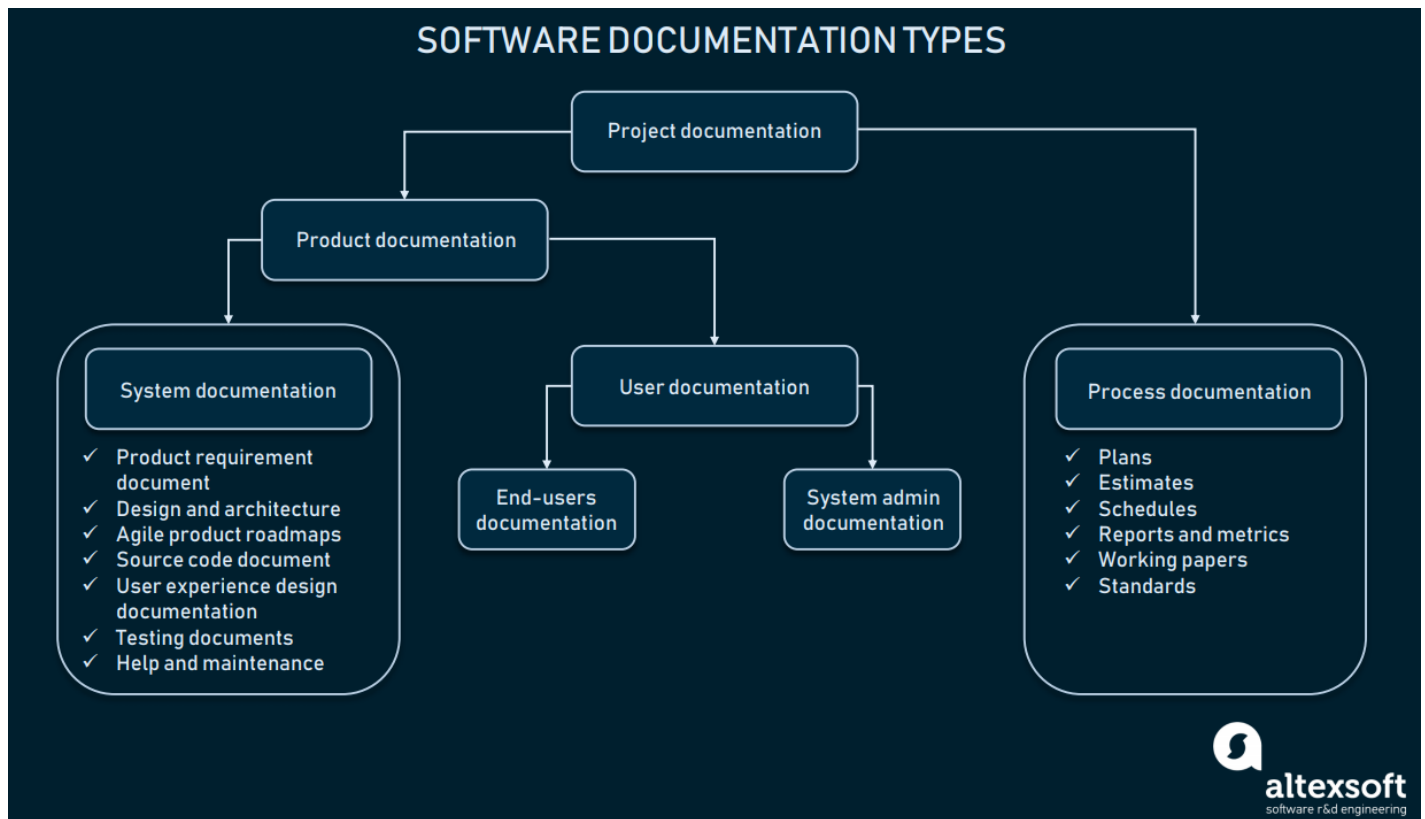 SOFTWARE DOCUMENTATION TYPES
Project documentation
Product documentation
System documentation
✓ Product requirement
document
✓ Design and architecture
✓ Agile product roadmaps
✓ Source code document
✓ User experience design
documentation
✓ Testing documents
✓ Help and maintenance
User documentation
End-users
documentation
System admin
documentation
Process documentation
✓ Plans
✓ Estimates
✓ Schedules
✓ Reports and metrics
✓ Working papers
✓ Standards
altexsoft
software r&d engineering